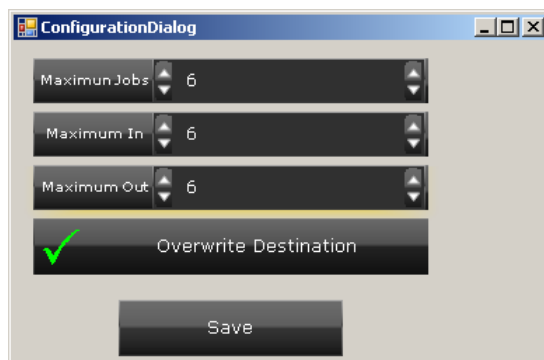 ConfigurationDialog
Maximun Jobs 6
Maximum In 6
Maximum Out 6
Overwrite Destination
Save